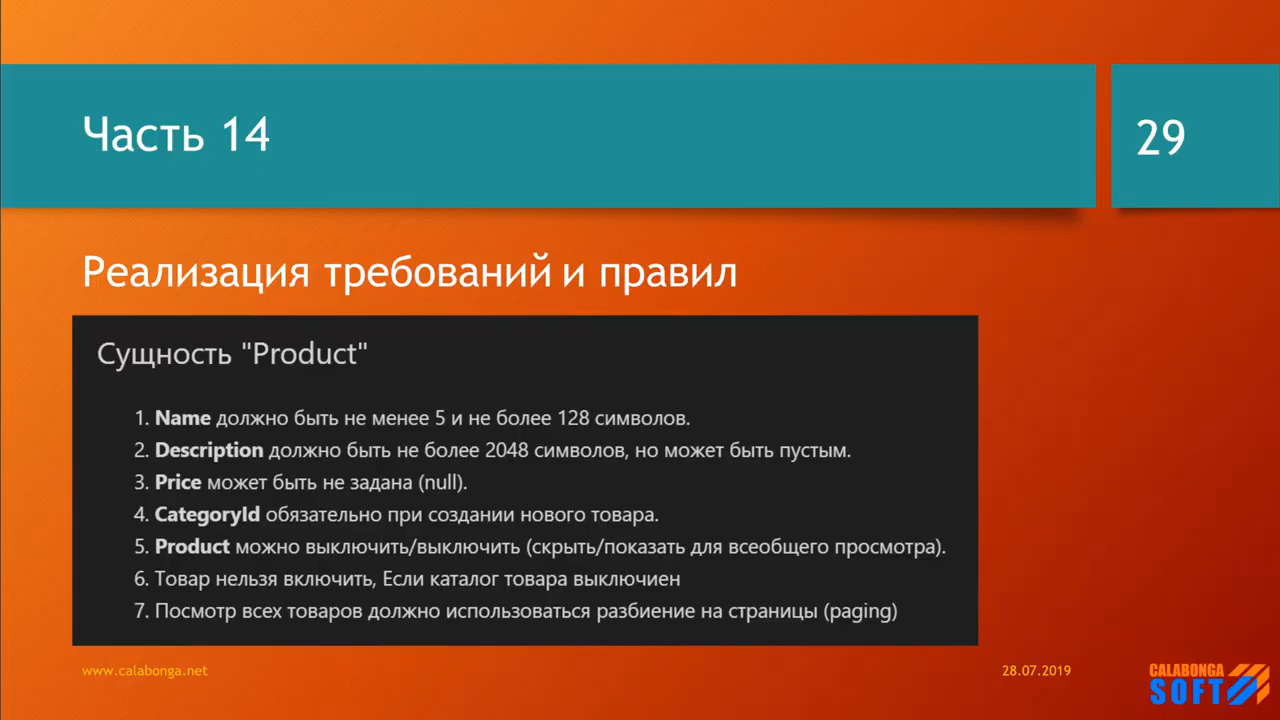 Часть 14
29
Реализация требований и правил
Сущность "Product"
1. Name должно быть не менее 5 и не более 128 символов.
2. Description должно быть не более 2048 символов, но может быть пустым.
3. Price может быть не задана (null).
4. CategoryId обязательно при создании нового товара.
5. Product можно выключить/выключить (скрыть/показать для всеобщего просмотра).
6. Товар нельзя включить, Если каталог товара выключиен
7. Посмотр всех товаров должно использоваться разбиение на страницы (paging)
www.calabonga.net
28.07.2019
CALABONGA
SOFT